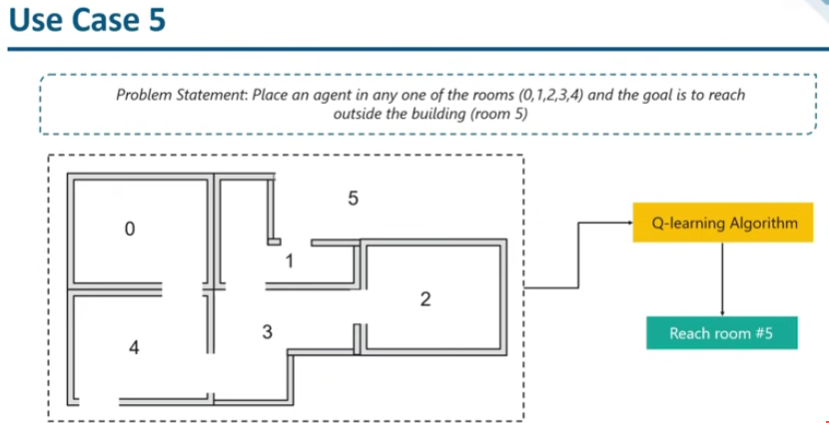 Use Case 5
Problem Statement: Place an agent in any one of the rooms (0,1,2,3,4) and the goal is to reach
outside the building (room 5)
5
0
Q-learning Algorithm
1
2
3
4
Reach room #5